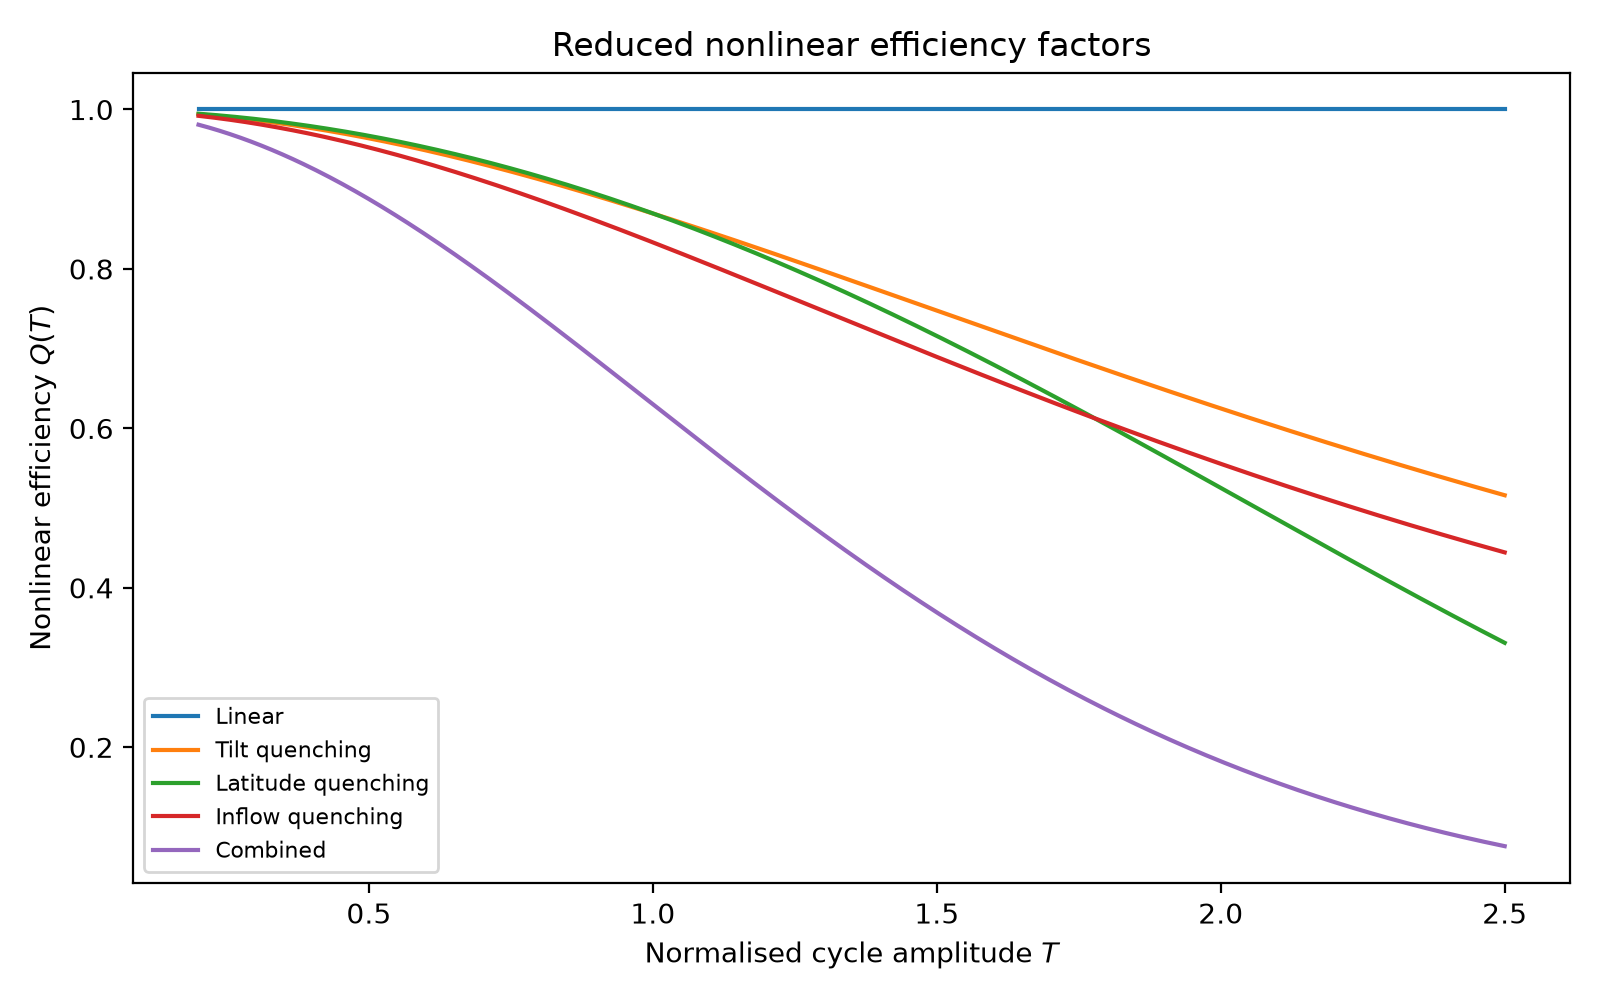 Reduced nonlinear efficiency factors
Nonlinear efficiency Q(T)
1.0
0.8
0.6
0.4
0.2
Linear
Tilt quenching
Latitude quenching
Inflow quenching
Combined
0.5 1.0 1.5 2.0 2.5
Normalised cycle amplitude T